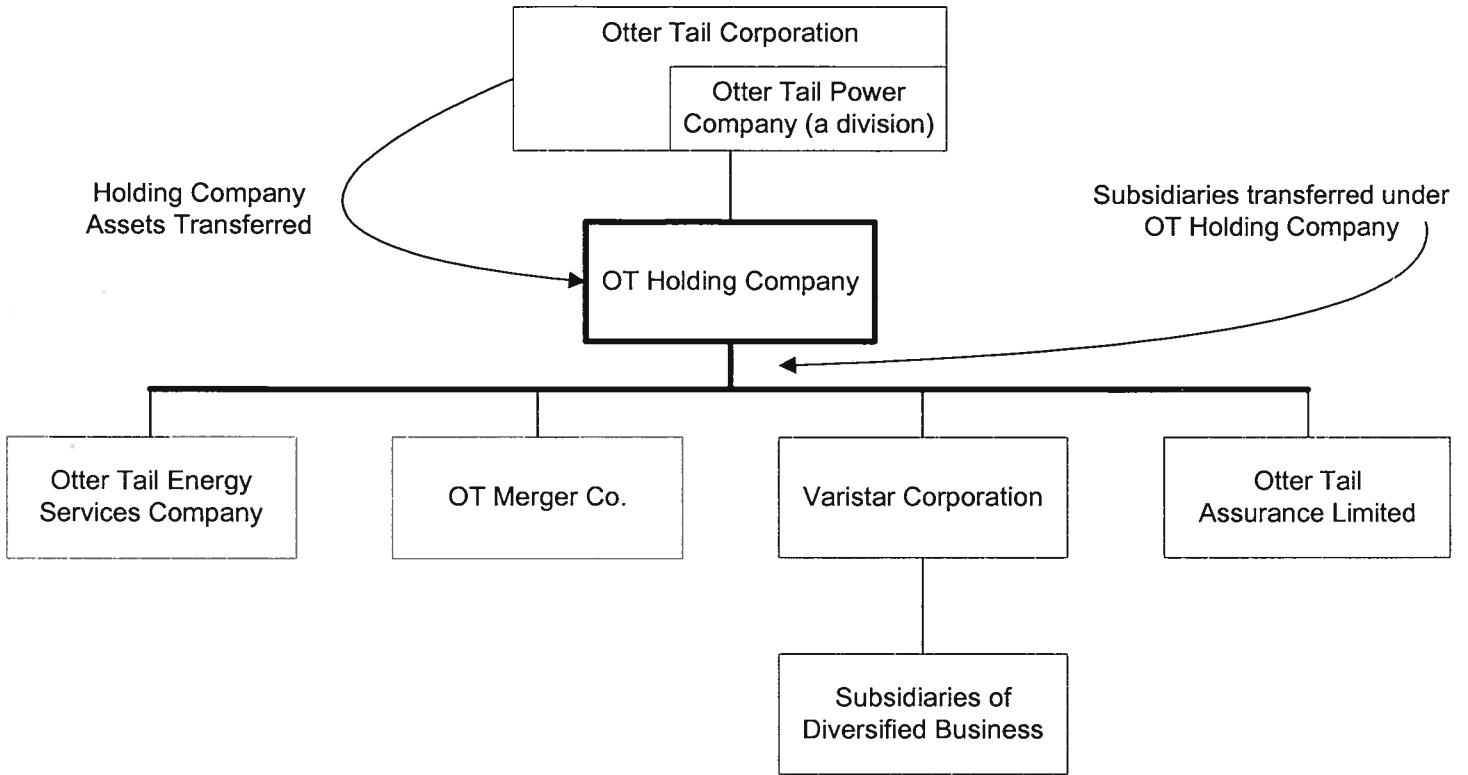 Otter Tail Corporation
Otter Tail Power
Company (a division)
Holding Company
Assets Transferred
Subsidiaries transferred under
OT Holding Company
OT Holding Company
Otter Tail Energy
Services Company
OT Merger Co.
Varistar Corporation
Otter Tail
Assurance Limited
Subsidiaries of
Diversified Business